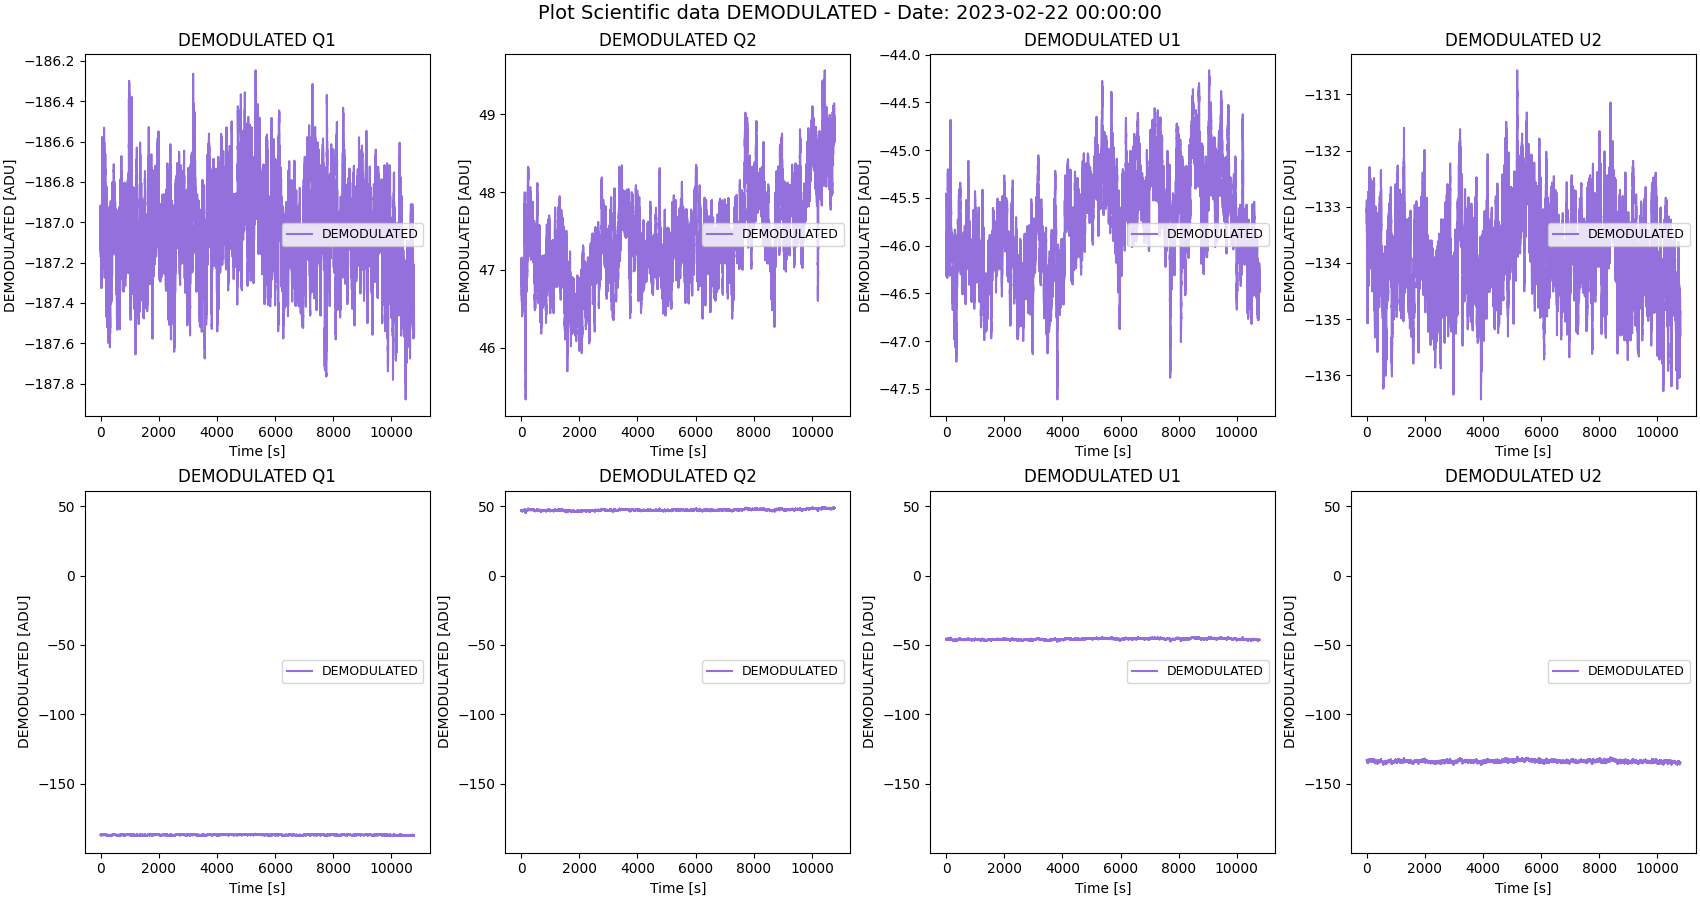 Plot Scientific data DEMODULATED - Date: 2023-02-22 00:00:00
DEMODULATED Q1
DEMODULATED [ADU]
−186.2
−186.4
−186.6
−186.8
−187.0
−187.2
−187.4
−187.6
−187.8
DEMODULATED
0 2000 4000 6000 8000 10000
Time [s]
DEMODULATED Q2
DEMODULATED [ADU]
49
48
47
46
DEMODULATED
0 2000 4000 6000 8000 10000
Time [s]
DEMODULATED U1
DEMODULATED [ADU]
−44.0
−44.5
−45.0
−45.5
−46.0
−46.5
−47.0
−47.5
DEMODULATED
0 2000 4000 6000 8000 10000
Time [s]
DEMODULATED U2
DEMODULATED [ADU]
−131
−132
−133
−134
−135
−136
DEMODULATED
0 2000 4000 6000 8000 10000
Time [s]
DEMODULATED Q1
DEMODULATED [ADU]
50
0
−50
−100
−150
DEMODULATED
0 2000 4000 6000 8000 10000
Time [s]
DEMODULATED Q2
DEMODULATED [ADU]
50
0
−50
−100
−150
DEMODULATED
0 2000 4000 6000 8000 10000
Time [s]
DEMODULATED U1
DEMODULATED [ADU]
50
0
−50
−100
−150
DEMODULATED
0 2000 4000 6000 8000 10000
Time [s]
DEMODULATED U2
DEMODULATED [ADU]
50
0
−50
−100
−150
DEMODULATED
0 2000 4000 6000 8000 10000
Time [s]